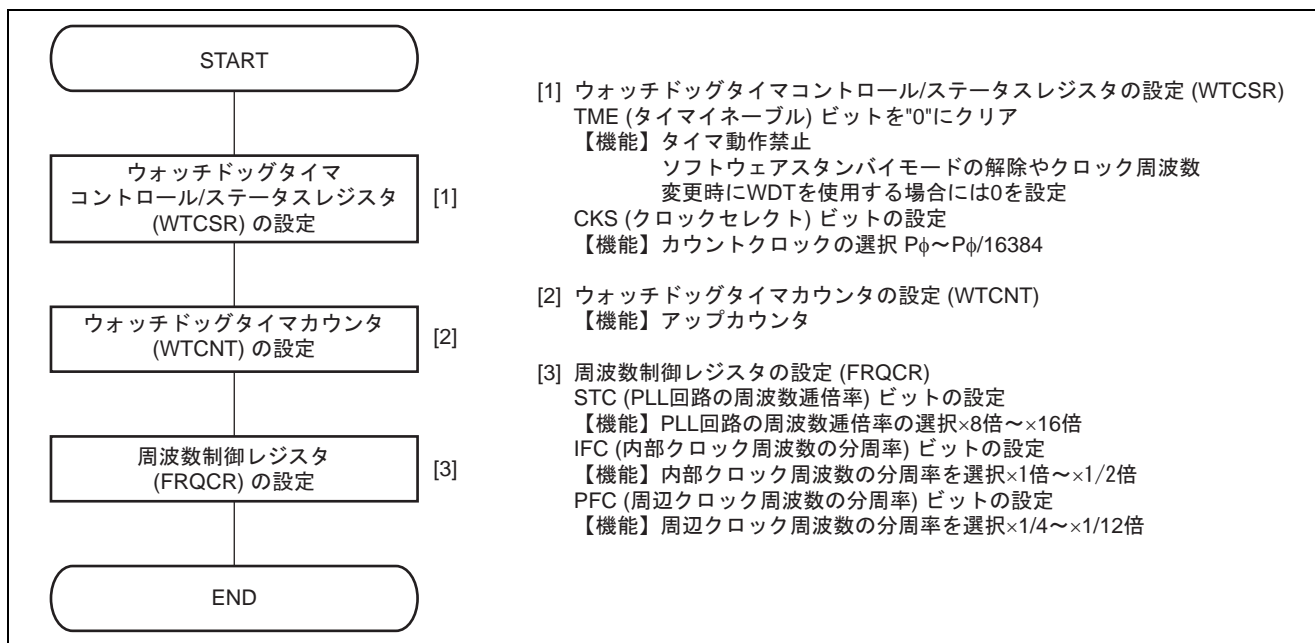 START
ウォッチドッグタイマ
コントロール/ステータスレジスタ
(WTCSR) の設定
[1]
ウォッチドッグタイマカウンタ
(WTCNT) の設定
[2]
周波数制御レジスタ
(FRQCR) の設定
[3]
END
[1] ウォッチドッグタイマコントロール/ステータスレジスタの設定 (WTCSR)
TME (タイマイネーブル) ビットを"0"にクリア
【機能】タイマ動作禁止
ソフトウェアスタンバイモードの解除やクロック周波数
変更時にWDTを使用する場合には0を設定
CKS (クロックセレクト) ビットの設定
【機能】カウントクロックの選択 Pφ～Pφ/16384
[2] ウォッチドッグタイマカウンタの設定 (WTCNT)
【機能】アップカウンタ
[3] 周波数制御レジスタの設定 (FRQCR)
STC (PLL回路の周波数逓倍率) ビットの設定
【機能】PLL回路の周波数逓倍率の選択×8倍～×16倍
IFC (内部クロック周波数の分周率) ビットの設定
【機能】内部クロック周波数の分周率を選択×1倍～×1/2倍
PFC (周辺クロック周波数の分周率) ビットの設定
【機能】周辺クロック周波数の分周率を選択×1/4～×1/12倍